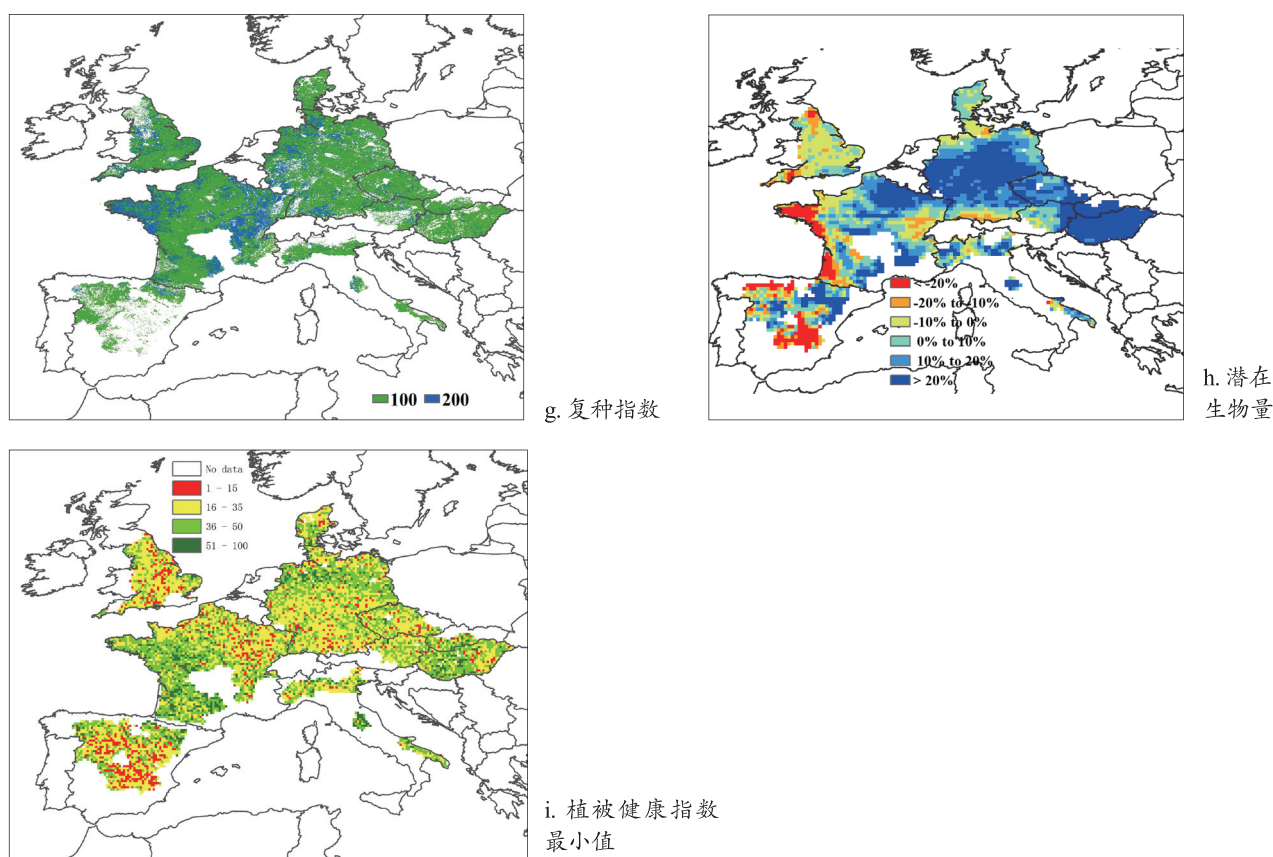 100 200
g. 复种指数
< -20%
-20% to -10%
-10% to 0%
0% to 10%
10% to 20%
> 20%
h. 潜在
生物量
No data
1 - 15
16 - 35
36 - 50
51 - 100
i. 植被健康指数
最小值